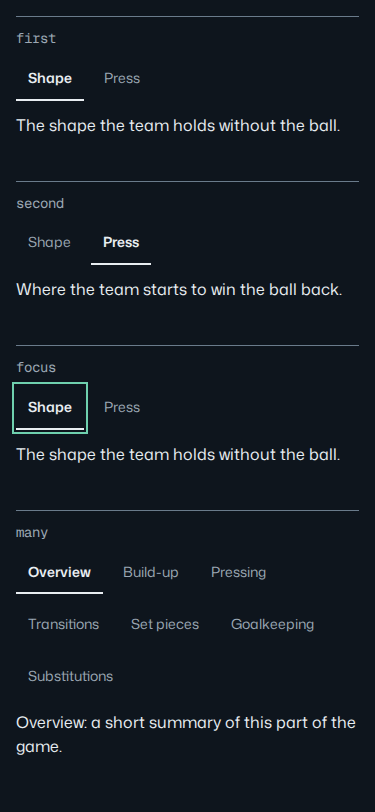 first
Shape Press
The shape the team holds without the ball.
second
Shape Press
Where the team starts to win the ball back.
focus
Shape Press
The shape the team holds without the ball.
many
Overview Build-up Pressing
Transitions Set pieces Goalkeeping
Substitutions
Overview: a short summary of this part of the
game.